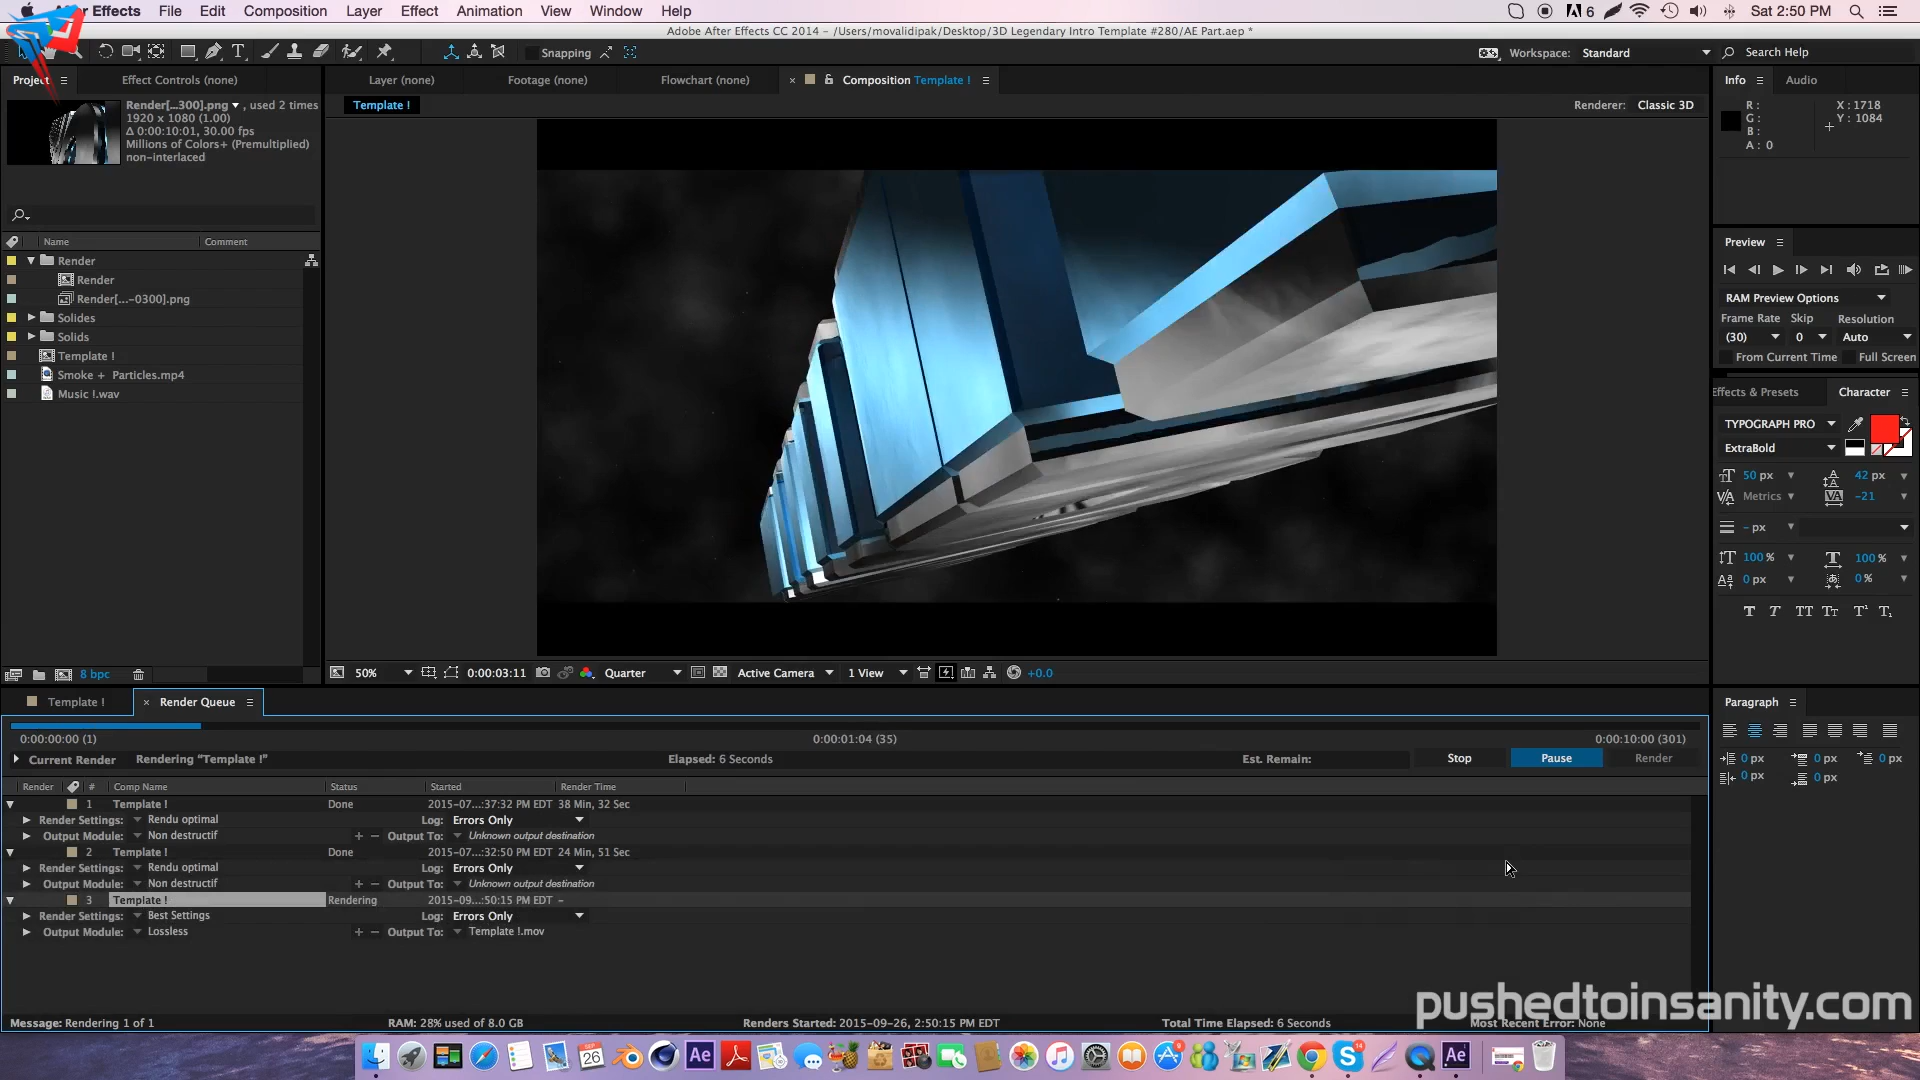 After Effects File Edit Composition Layer Effect Animation View Window Help
6 Sat 2:50 PM
Adobe After Effects CC 2014 - /Users/movalidipak/Desktop/3D Legendary Intro Template #280/AE Part.aep *
Snapping
Workspace: Standard Search Help
Project Effect Controls (none)
Layer (none) Footage (none) Flowchart (none) × Composition Template !
Info Audio
Render[...300].png , used 2 times
1920 x 1080 (1.00)
Δ 0:00:10:01, 30.00 fps
Millions of Colors+ (Premultiplied)
non-interlaced
Template !
Renderer: Classic 3D
R : X : 1718
G : Y : 1084
B :
A : 0
Name Comment
Render
Render
Render[...-0300].png
Solides
Solids
Template !
Smoke + Particles.mp4
Music !.wav
Preview
RAM Preview Options
Frame Rate Skip Resolution
(30) 0 Auto
From Current Time Full Screen
Effects & Presets Character
TYPOGRAPH PRO
ExtraBold
50 px 42 px
Metrics -21
- px
100 % 100 %
0 px 0 %
8 bpc
50% 0:00:03:11 Quarter Active Camera 1 View +0.0
Template ! × Render Queue
Paragraph
0:00:00:00 (1) 0:00:01:04 (35) 0:00:10:00 (301)
Current Render Rendering "Template !" Elapsed: 6 Seconds Est. Remain: Stop Pause Render
0 px 0 px 0 px
0 px 0 px
Render # Comp Name Status Started Render Time
1 Template ! Done 2015-07...:37:32 PM EDT 38 Min, 32 Sec
Render Settings: Rendu optimal Log: Errors Only
Output Module: Non destructif + − Output To: Unknown output destination
2 Template ! Done 2015-07...:32:50 PM EDT 24 Min, 51 Sec
Render Settings: Rendu optimal Log: Errors Only
Output Module: Non destructif + − Output To: Unknown output destination
3 Template ! Rendering 2015-09...:50:15 PM EDT -
Render Settings: Best Settings Log: Errors Only
Output Module: Lossless + − Output To: Template !.mov
pushedtoinsanity.com
Message: Rendering 1 of 1 RAM: 28% used of 8.0 GB Renders Started: 2015-09-26, 2:50:15 PM EDT Total Time Elapsed: 6 Seconds Most Recent Error: None
SEP
26
Ae
Ae